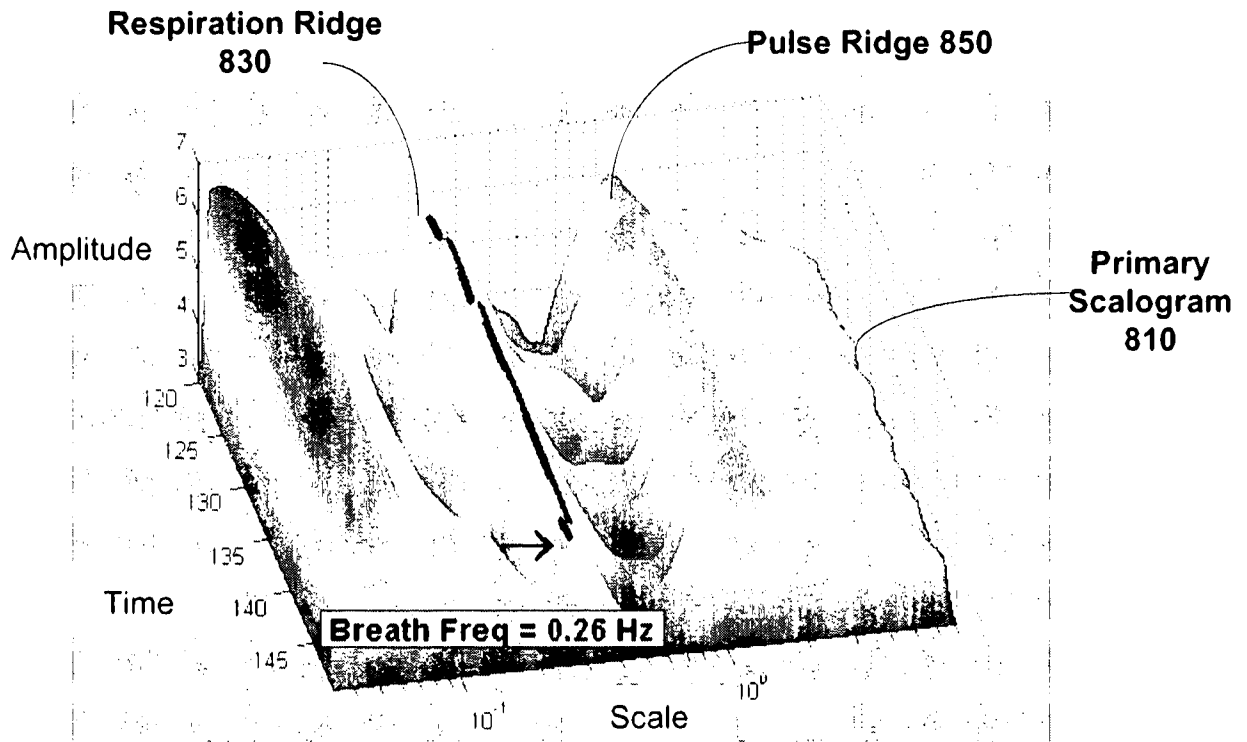 Respiration Ridge
830
Pulse Ridge 850
Primary
Scalogram
810
Amplitude
7
6
5
4
3
120
125
130
135
140
145
Time
Breath Freq = 0.26 Hz
10⁻¹
10⁰
Scale